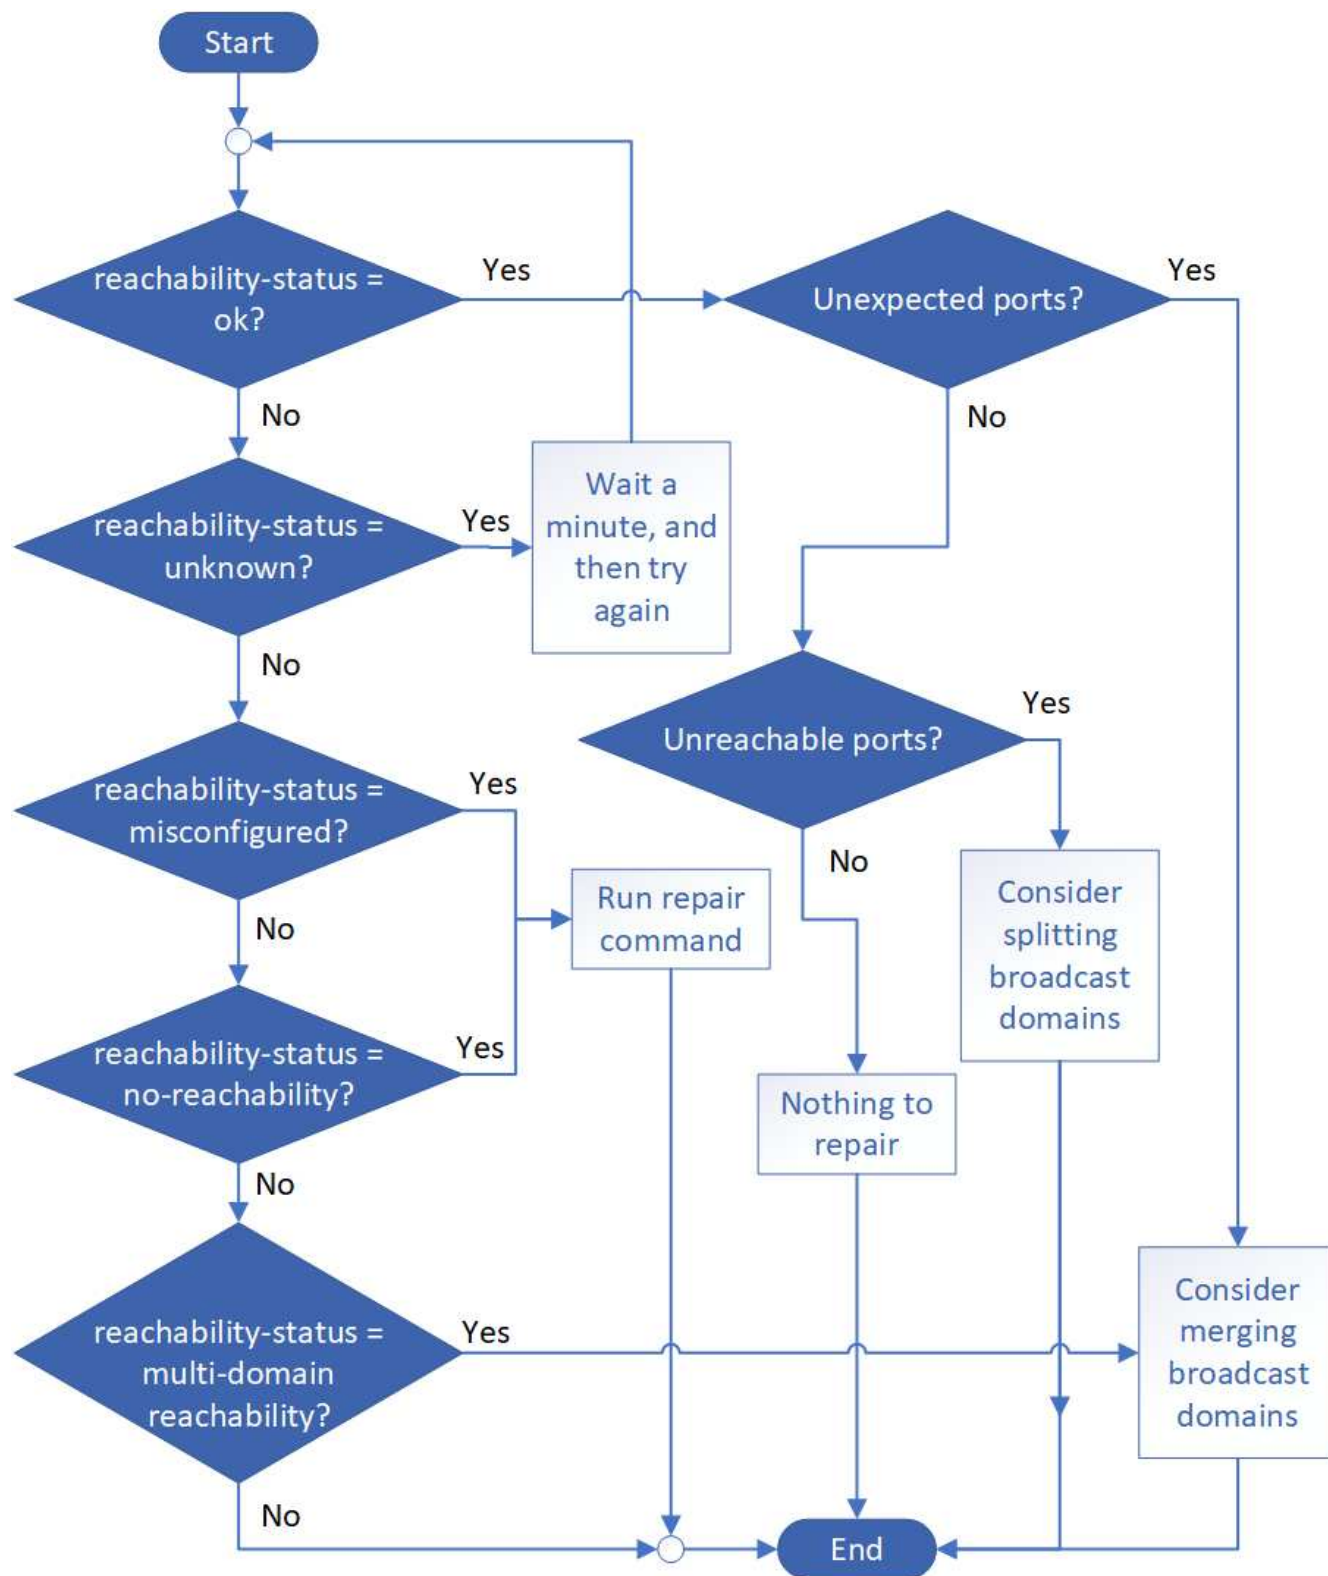 Start
reachability-status =
ok?
Yes
Unexpected ports?
Yes
No
No
Wait a
minute, and
then try
again
reachability-status =
unknown?
Yes
No
Unreachable ports?
Yes
reachability-status =
misconfigured?
Yes
No
Run repair
command
Consider
splitting
broadcast
domains
No
reachability-status =
no-reachability?
Yes
Nothing to
repair
No
reachability-status =
multi-domain
reachability?
Yes
Consider
merging
broadcast
domains
No
End